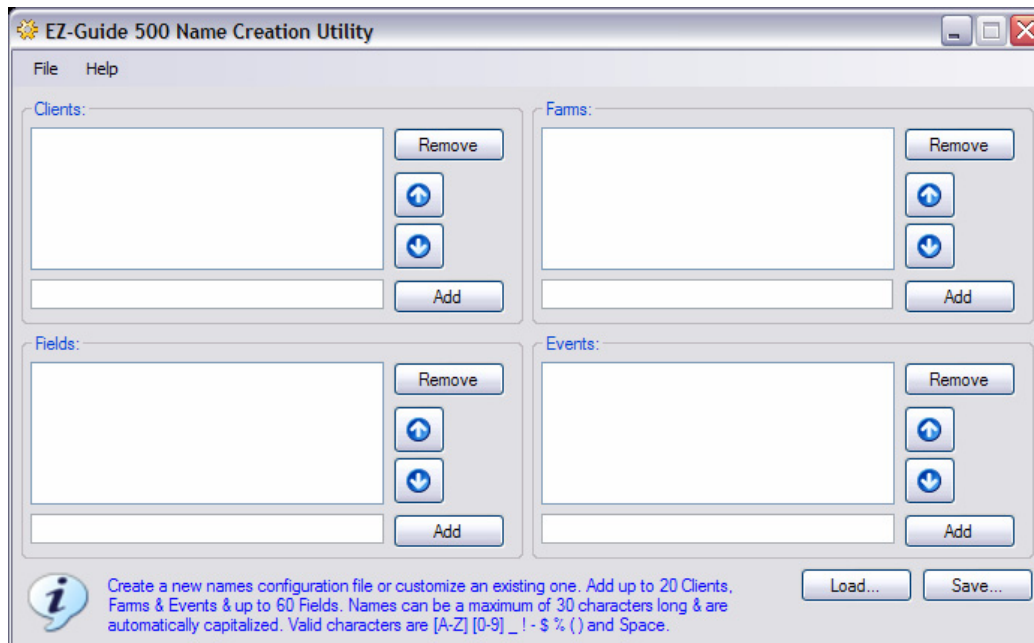 EZ-Guide 500 Name Creation Utility
File Help
Clients:
Remove
Add
Farms:
Remove
Add
Fields:
Remove
Add
Events:
Remove
Add
Create a new names configuration file or customize an existing one. Add up to 20 Clients,
Farms & Events & up to 60 Fields. Names can be a maximum of 30 characters long & are
automatically capitalized. Valid characters are [A-Z] [0-9] _ ! - $ % ( ) and Space.
Load...
Save...